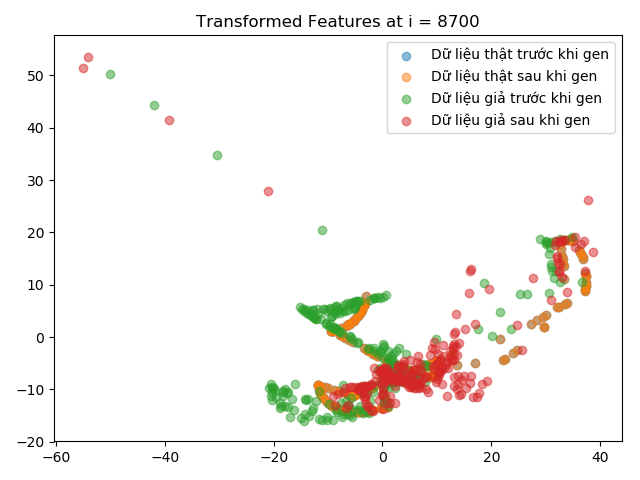 Transformed Features at i = 8700
Dữ liệu thật trước khi gen
Dữ liệu thật sau khi gen
Dữ liệu giả trước khi gen
Dữ liệu giả sau khi gen
50
40
30
20
10
0
−10
−20
−60 −40 −20 0 20 40